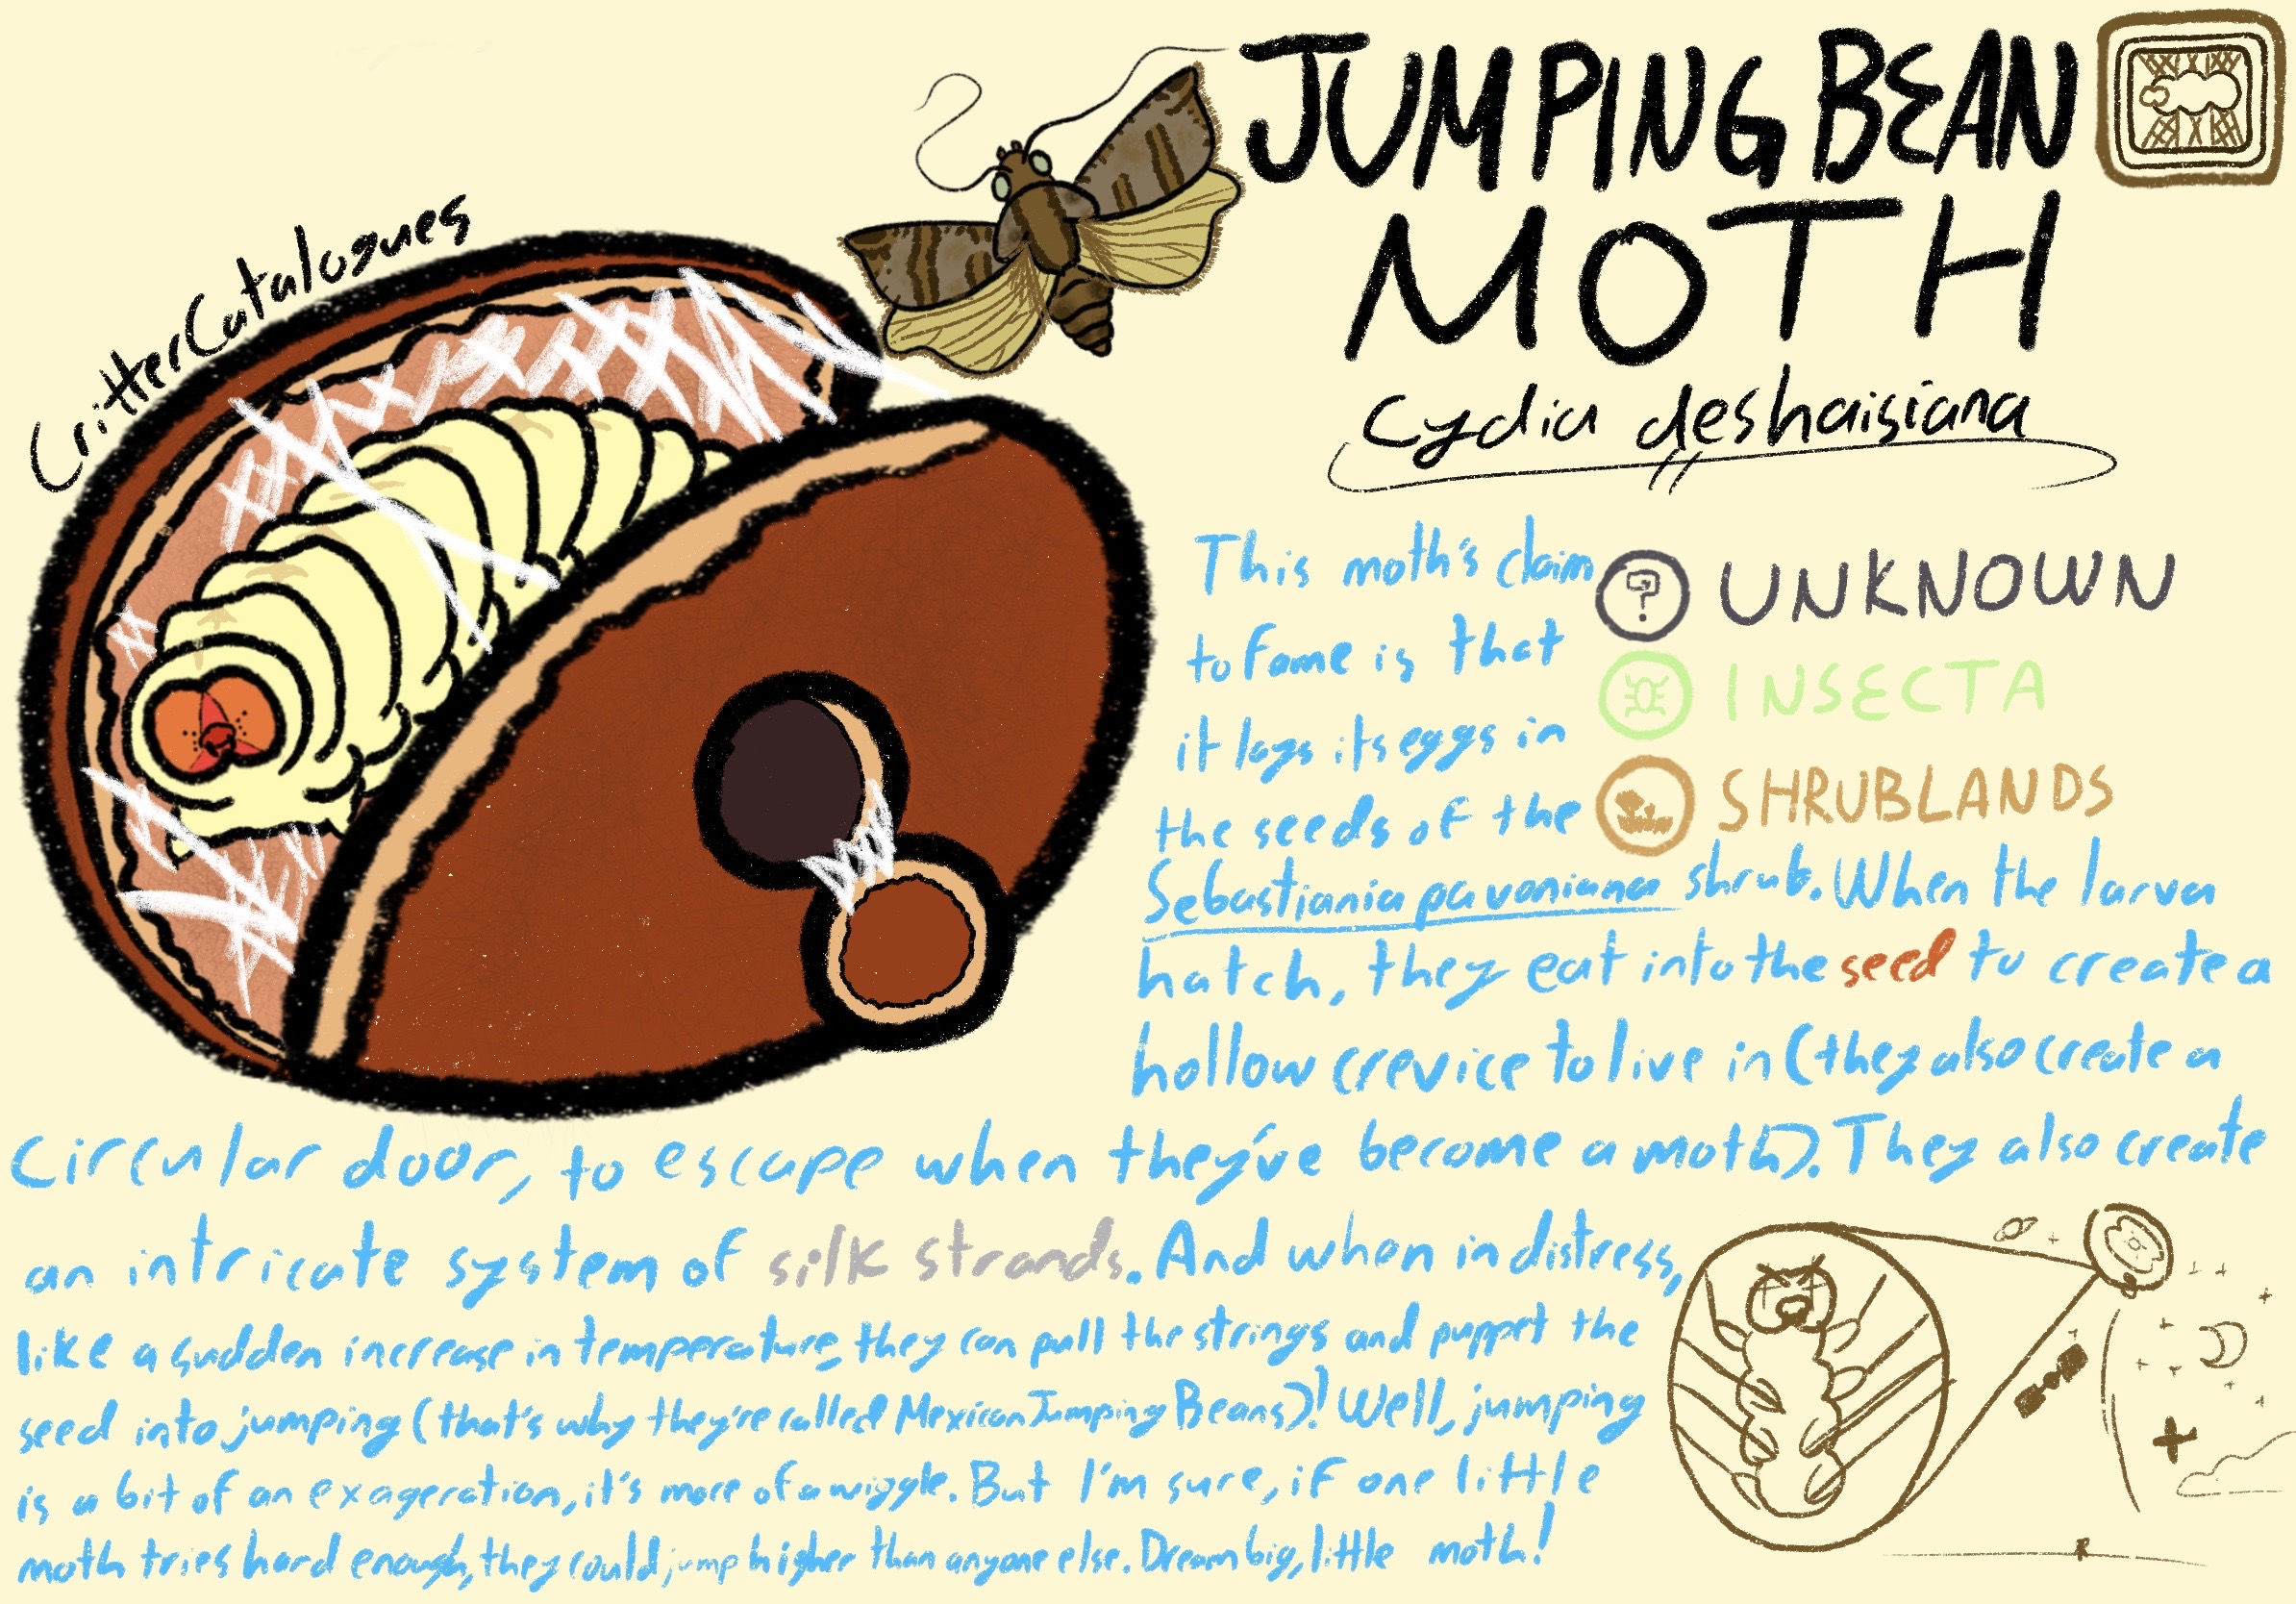 JUMPING BEAN
MOTH
Cydia deshaisiana
CritterCatalogues
? UNKNOWN
INSECTA
SHRUBLANDS
This moth's claim
to fame is that
it lays its eggs in
the seeds of the
Sebastiania pavoniana shrub. When the larva
hatch, they eat into the seed to create a
hollow crevice to live in (they also create a
circular door, to escape when they've become a moth). They also create
an intricate system of silk strands. And when in distress,
like a sudden increase in temperature, they can pull the strings and puppet the
seed into jumping (that's why they're called Mexican Jumping Beans)! Well, jumping
is a bit of an exageration, it's more of a wiggle. But I'm sure, if one little
moth tries hard enough, they could jump higher than anyone else. Dream big, little moth!